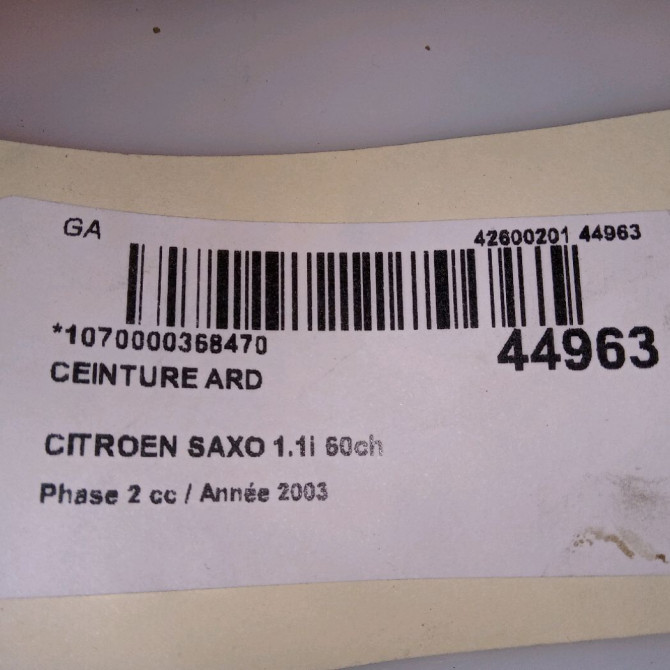 GA
42600201 44963
*1070000368470
44963
CEINTURE ARD
CITROEN SAXO 1.1i 60ch
Phase 2 cc / Année 2003